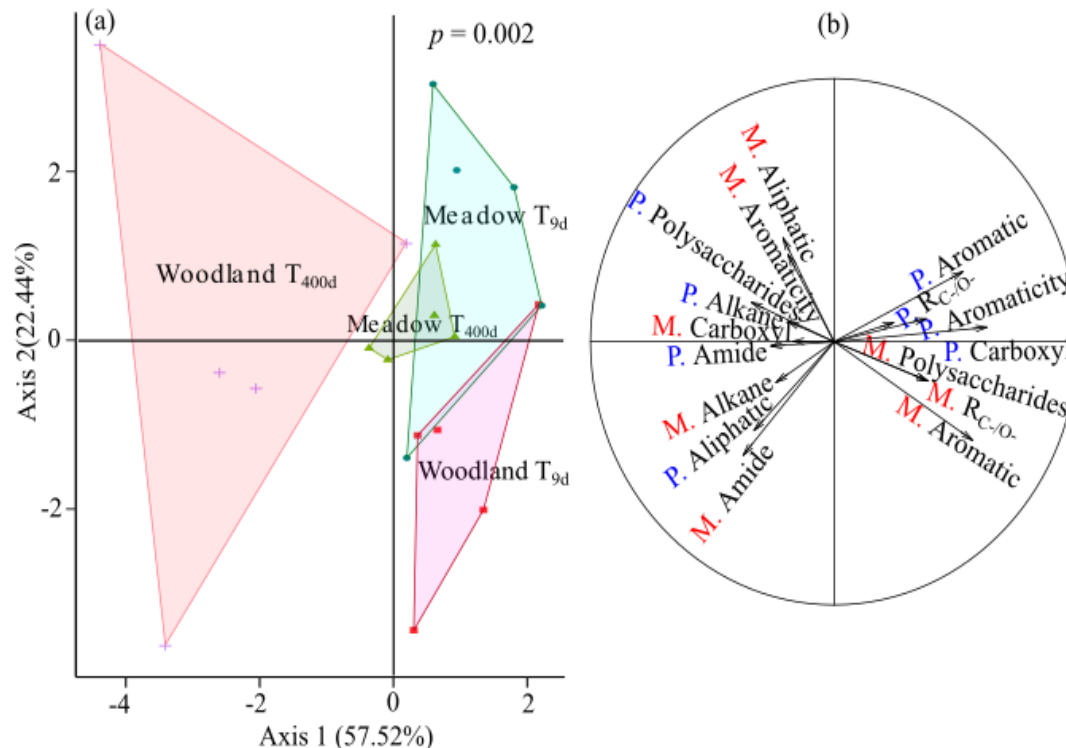 (a)
p = 0.002
2
0
-2
-4
-2
0
2
Axis 2(22.44%)
Axis 1 (57.52%)
Woodland T400d
Meadow T9d
Meadow T400d
Woodland T9d
(b)
M. Aliphatic
M. Aromaticity
P. Polysaccharides
P. Alkane
M. Carboxyl
P. Amide
M. Alkane
P. Aliphatic
M. Amide
P. Aromatic
P. RC-/O-
P. Aromaticity
P. Carboxyl
M. Polysaccharides
M. RC-/O-
M. Aromatic